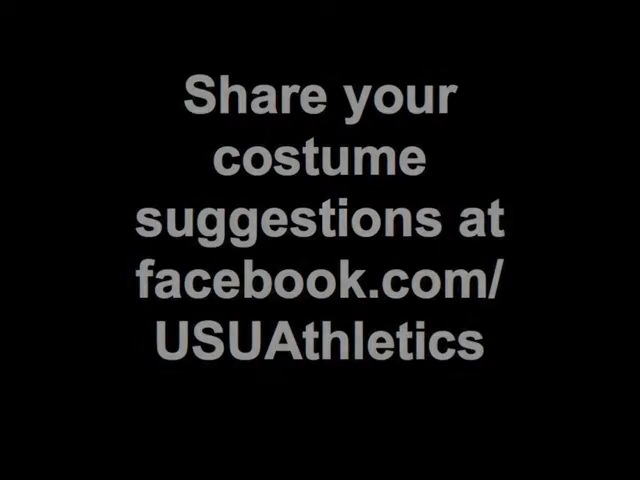 Share your
costume
suggestions at
facebook.com/
USUAthletics